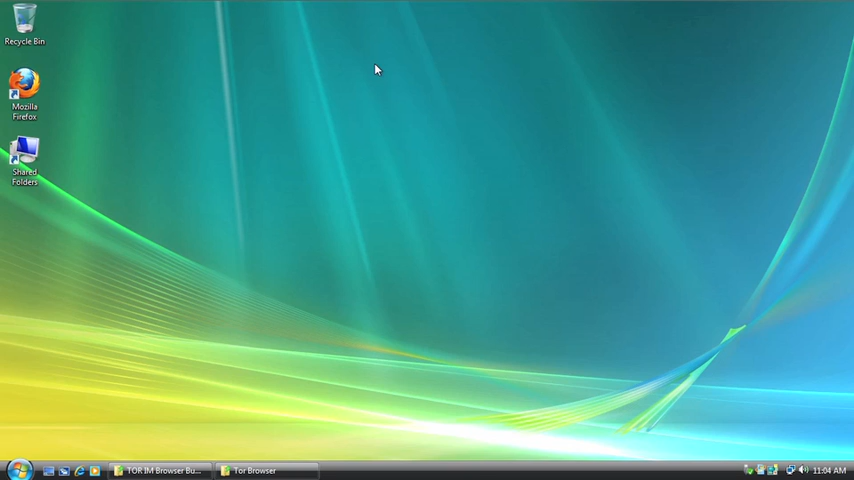 Recycle Bin
Mozilla
Firefox
Shared
Folders
TOR IM Browser Bu...
Tor Browser
11:04 AM